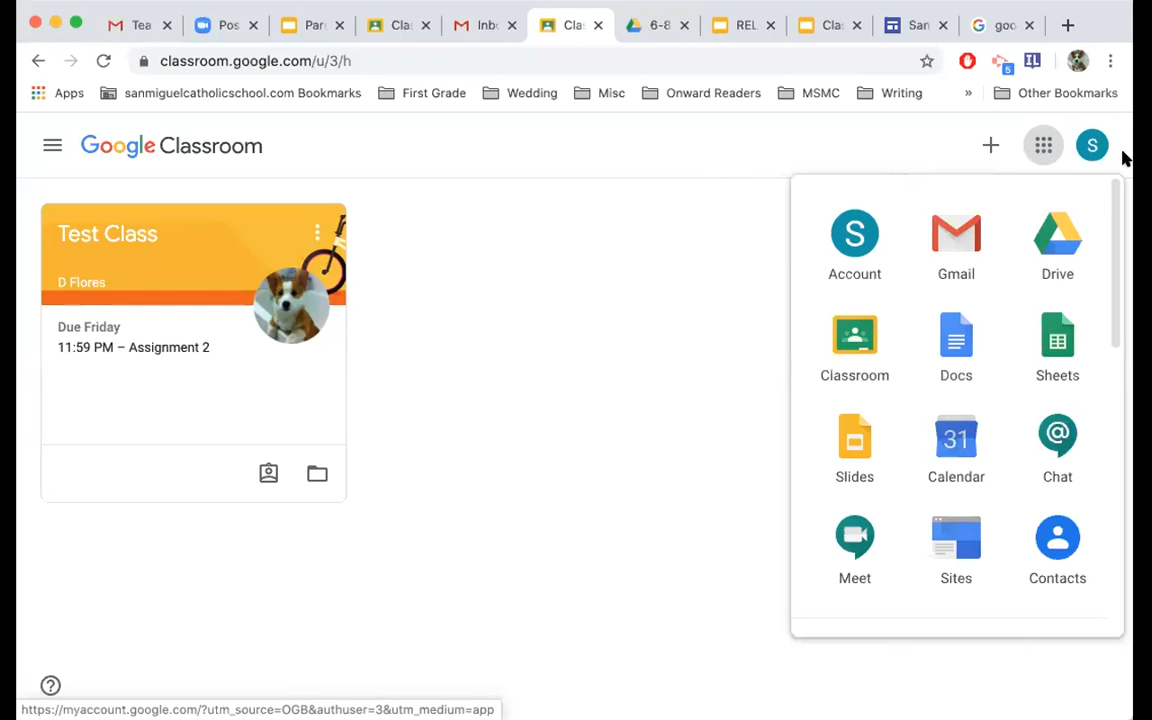 Tea Pos Par Cla Inb Cla 6-8 REL Cla San goo
classroom.google.com/u/3/h
5
Apps sanmiguelcatholicschool.com Bookmarks First Grade Wedding Misc Onward Readers MSMC Writing » Other Bookmarks
Google Classroom
S
Test Class
D Flores
Due Friday
11:59 PM – Assignment 2
S
Account Gmail Drive
Classroom Docs Sheets
31
Slides Calendar Chat
Meet Sites Contacts
https://myaccount.google.com/?utm_source=OGB&authuser=3&utm_medium=app